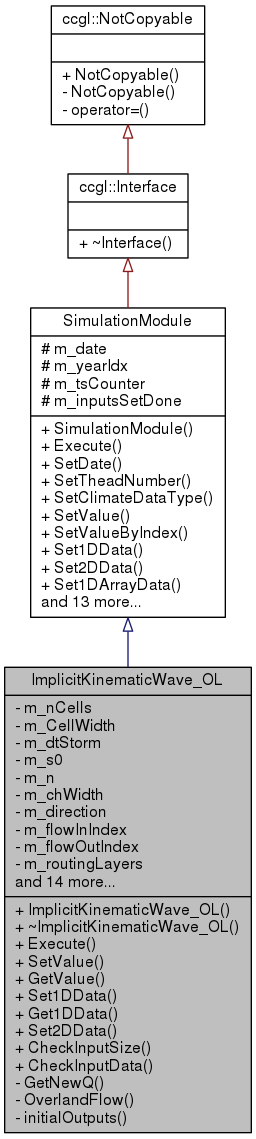 ccgl::NotCopyable
+ NotCopyable()
- NotCopyable()
- operator=()
ccgl::Interface
+ ~Interface()
SimulationModule
# m_date
# m_yearIdx
# m_tsCounter
# m_inputsSetDone
+ SimulationModule()
+ Execute()
+ SetDate()
+ SetTheadNumber()
+ SetClimateDataType()
+ SetValue()
+ SetValueByIndex()
+ Set1DData()
+ Set2DData()
+ Set1DArrayData()
and 13 more...
ImplicitKinematicWave_OL
- m_nCells
- m_CellWidth
- m_dtStorm
- m_s0
- m_n
- m_chWidth
- m_direction
- m_flowInIndex
- m_flowOutIndex
- m_routingLayers
and 14 more...
+ ImplicitKinematicWave_OL()
+ ~ImplicitKinematicWave_OL()
+ Execute()
+ SetValue()
+ GetValue()
+ Set1DData()
+ Get1DData()
+ Set2DData()
+ CheckInputSize()
+ CheckInputData()
- GetNewQ()
- OverlandFlow()
- initialOutputs()